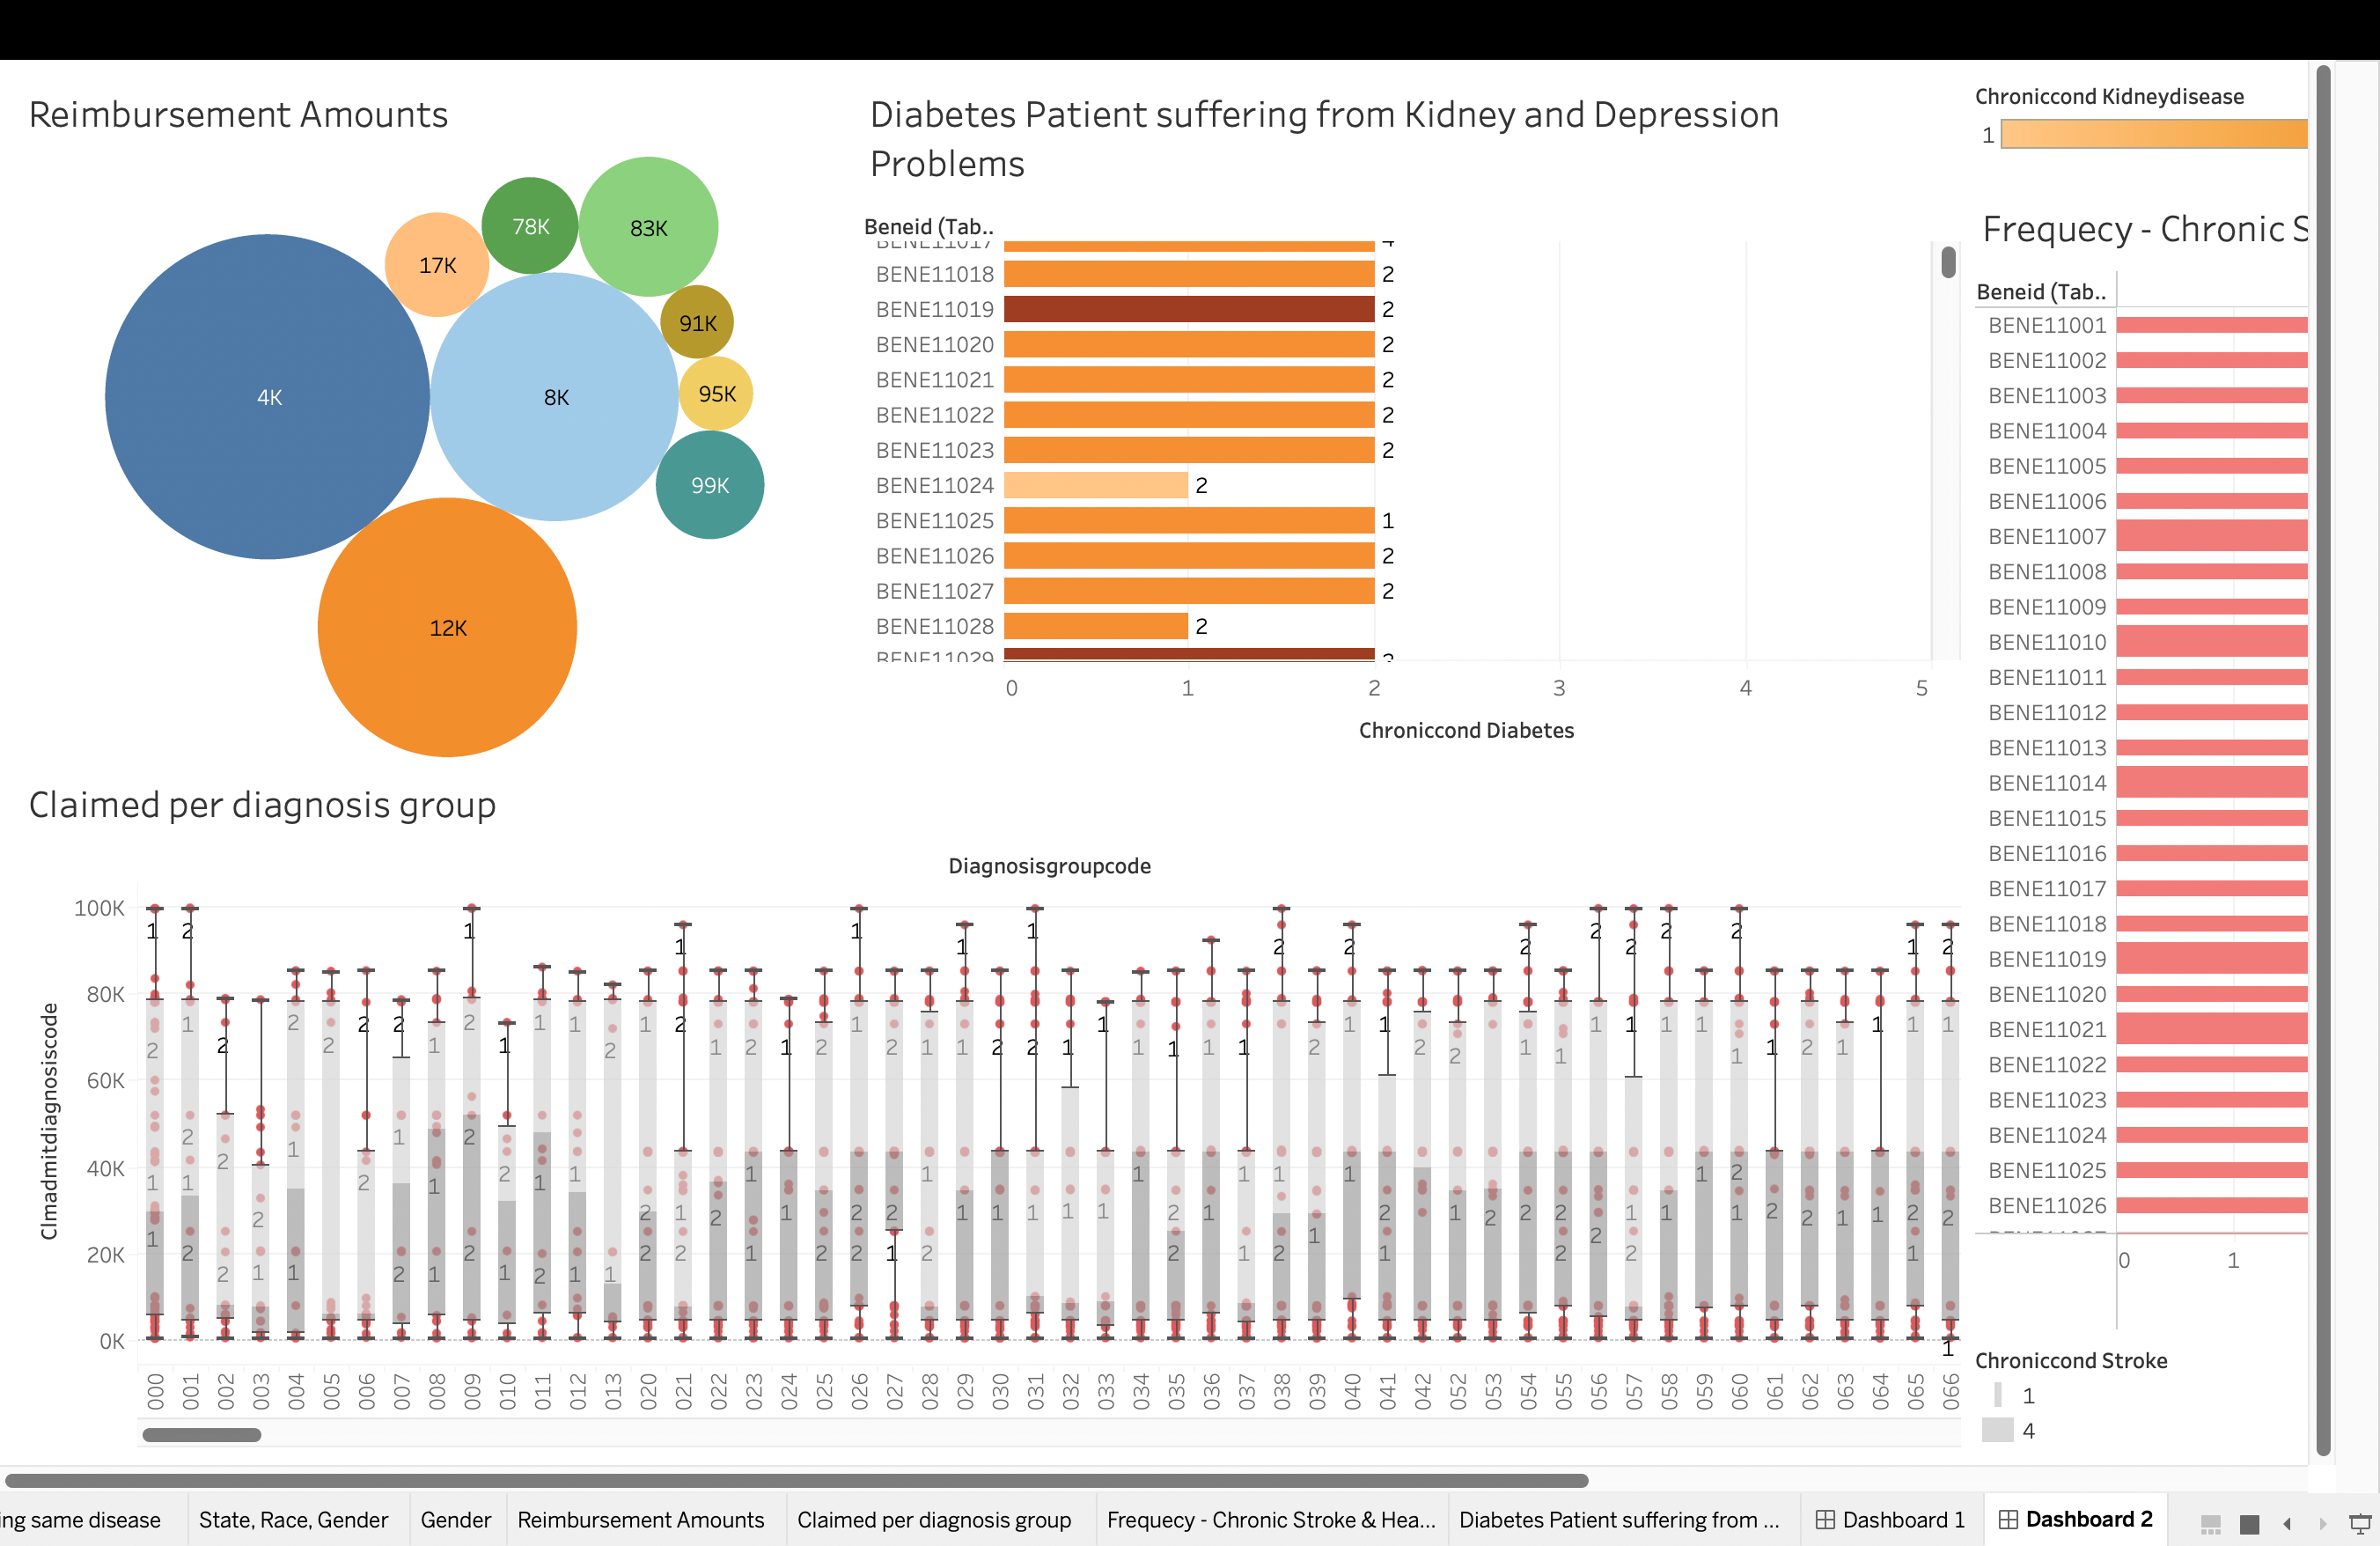 Reimbursement Amounts
78K
83K
17K
91K
4K
8K
95K
99K
12K
Diabetes Patient suffering from Kidney and Depression
Problems
Beneid (Tab..
BENE11017 4
BENE11018 2
BENE11019 2
BENE11020 2
BENE11021 2
BENE11022 2
BENE11023 2
BENE11024 2
BENE11025 1
BENE11026 2
BENE11027 2
BENE11028 2
BENE11029
0 1 2 3 4 5
Chroniccond Diabetes
Chroniccond Kidneydisease
1
Frequecy - Chronic S
Beneid (Tab..
BENE11001
BENE11002
BENE11003
BENE11004
BENE11005
BENE11006
BENE11007
BENE11008
BENE11009
BENE11010
BENE11011
BENE11012
BENE11013
BENE11014
BENE11015
BENE11016
BENE11017
BENE11018
BENE11019
BENE11020
BENE11021
BENE11022
BENE11023
BENE11024
BENE11025
BENE11026
0 1
Chroniccond Stroke
1
4
Claimed per diagnosis group
Diagnosisgroupcode
Clmadmitdiagnosiscode
100K
80K
60K
40K
20K
0K
000 001 002 003 004 005 006 007 008 009 010 011 012 013 020 021 022 023 024 025 026 027 028 029 030 031 032 033 034 035 036 037 038 039 040 041 042 052 053 054 055 056 057 058 059 060 061 062 063 064 065 066
ing same disease
State, Race, Gender
Gender
Reimbursement Amounts
Claimed per diagnosis group
Frequecy - Chronic Stroke & Hea...
Diabetes Patient suffering from ...
Dashboard 1
Dashboard 2